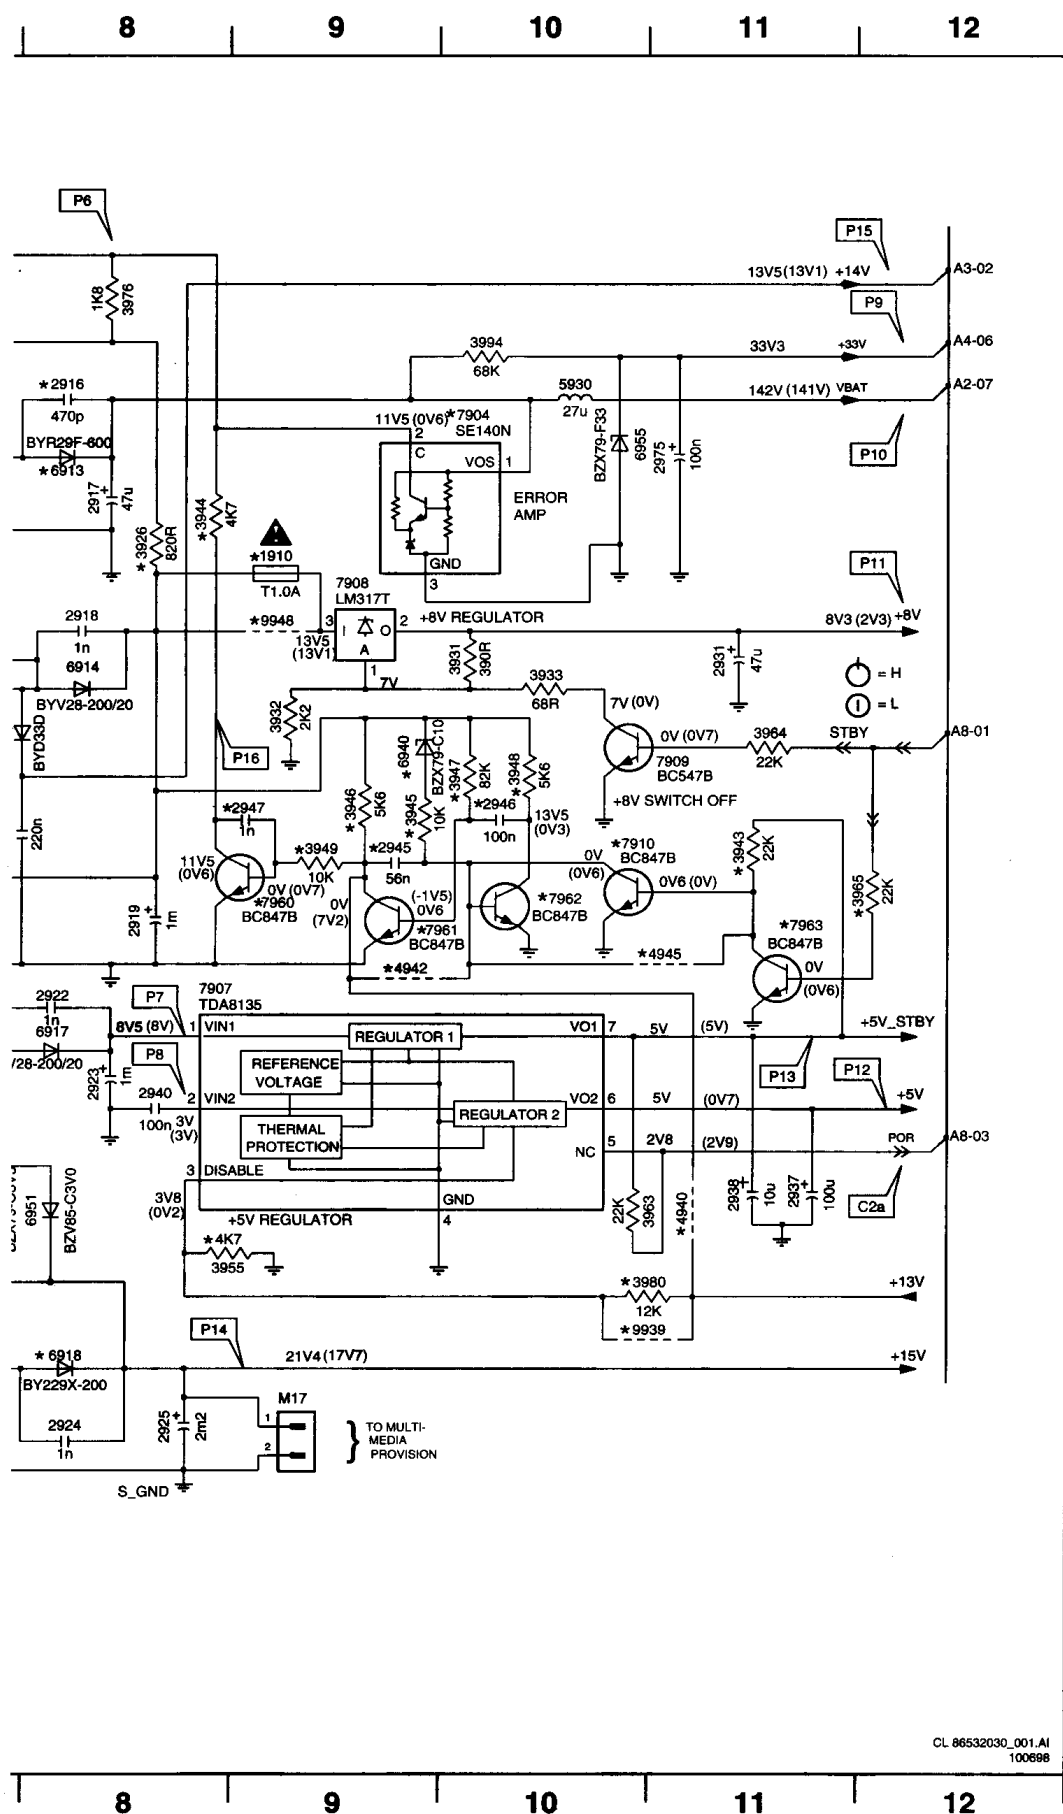 8 9 10 11 12
P6
P15
13V5 (13V1) +14V
A3-02
1K8
3976
P9
3994
68K
33V3
+33V
A4-06
*2916
470p
5930
27u
142V (141V) VBAT
A2-07
11V5 (0V6) *7904
SE140N
2
C
VOS
1
BYR29F-600
*6913
BZX79-F33
6955
2975
100n
P10
2917
47u
*3944
4K7
ERROR
AMP
*3926
820R
*1910
T1.0A
GND
3
7908
LM317T
P11
2918
1n
*9948
3
I
O
2
+8V REGULATOR
8V3 (2V3) +8V
13V5
(13V1)
A
1
3931
390R
2931
47u
6914
BYV28-200/20
7V
3933
68R
= H
3932
2K2
7V (0V)
= L
BYD33D
P16
*6940
BZX79-C10
*3947
82K
*3948
5K6
0V (0V7)
3964
22K
STBY
A8-01
7909
BC547B
*3946
5K6
*3945
10K
*2946
100n
13V5
(0V3)
+8V SWITCH OFF
220n
*2947
1n
*7910
BC847B
*3943
22K
11V5
(0V6)
*3949
10K
*2945
56n
0V
(0V6)
0V6 (0V)
*3965
22K
0V (0V7)
*7960
BC847B
0V
(7V2)
(-1V5)
0V6
*7962
BC847B
2919
1m
*7961
BC847B
*7963
BC847B
*4942
*4945
0V
(0V6)
2922
1n
P7
7907
TDA8135
6917
8V5 (8V)
1
VIN1
REGULATOR 1
VO1
7
5V
(5V)
+5V_STBY
/28-200/20
P8
REFERENCE
VOLTAGE
P13
P12
2923
1m
2940
100n
2
VIN2
3V
(3V)
REGULATOR 2
VO2
6
5V
(0V7)
+5V
THERMAL
PROTECTION
NC
5
2V8
(2V9)
POR
A8-03
3
DISABLE
3V8
(0V2)
GND
4
6951
BZV85-C3V0
22K
3963
*4940
2938
10u
2937
100u
C2a
+5V REGULATOR
*4K7
3955
*3980
12K
+13V
*9939
P14
*6918
BY229X-200
21V4 (17V7)
+15V
2924
1n
2925
2m2
M17
1
2
TO MULTI-
MEDIA
PROVISION
S_GND
CL 86532030_001.AI
100698
8 9 10 11 12